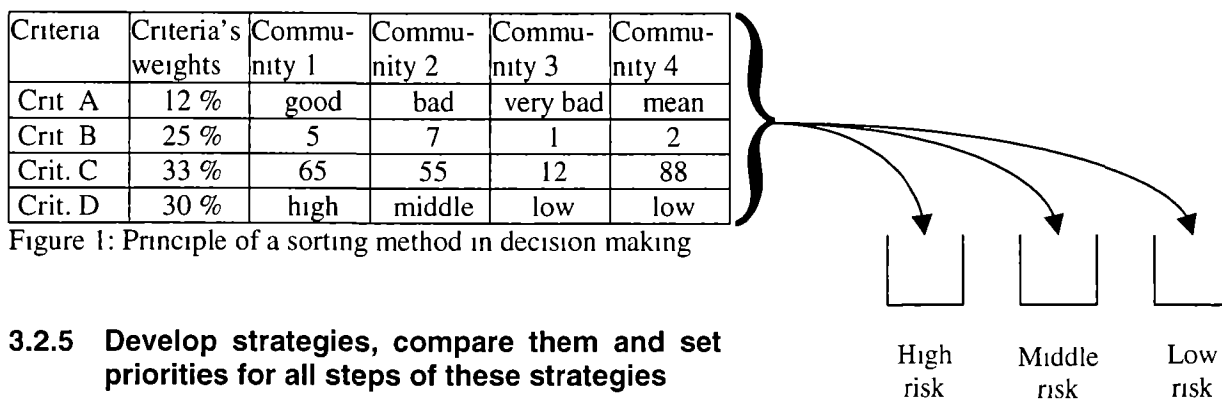 Criteria Criteria's Commu- Commu- Commu- Commu-
weights nity 1 nity 2 nity 3 nity 4
Crit A 12 % good bad very bad mean
Crit B 25 % 5 7 1 2
Crit. C 33 % 65 55 12 88
Crit. D 30 % high middle low low
Figure 1: Principle of a sorting method in decision making
3.2.5 Develop strategies, compare them and set
priorities for all steps of these strategies
High Middle Low
risk risk risk